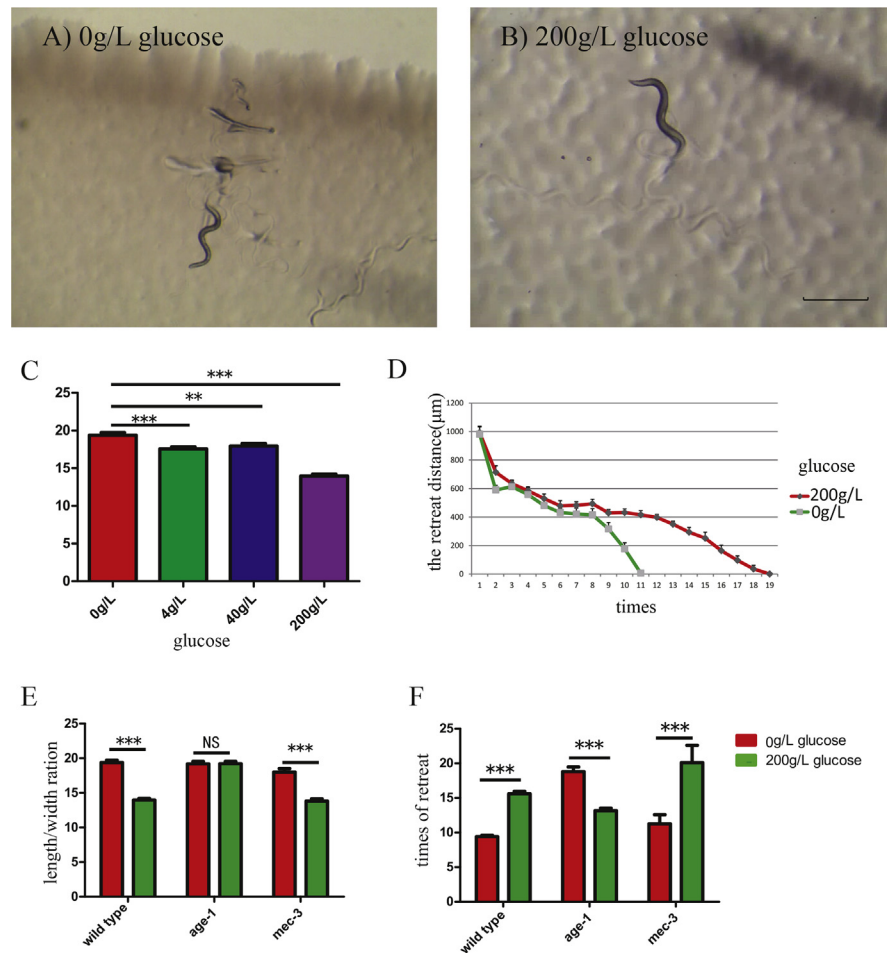 A) 0g/L glucose
B) 200g/L glucose
C
***
**
***
25
20
15
10
5
0
0g/L
4g/L
40g/L
200g/L
glucose
D
the retreat distance(μm)
1200
1000
800
600
400
200
0
1 2 3 4 5 6 7 8 9 10 11 12 13 14 15 16 17 18 19
times
glucose
200g/L
0g/L
E
length/width ration
25
20
15
10
5
0
***
NS
***
wild type
age-1
mec-3
F
times of retreat
25
20
15
10
5
0
***
***
***
wild type
age-1
mec-3
0g/L glucose
200g/L glucose